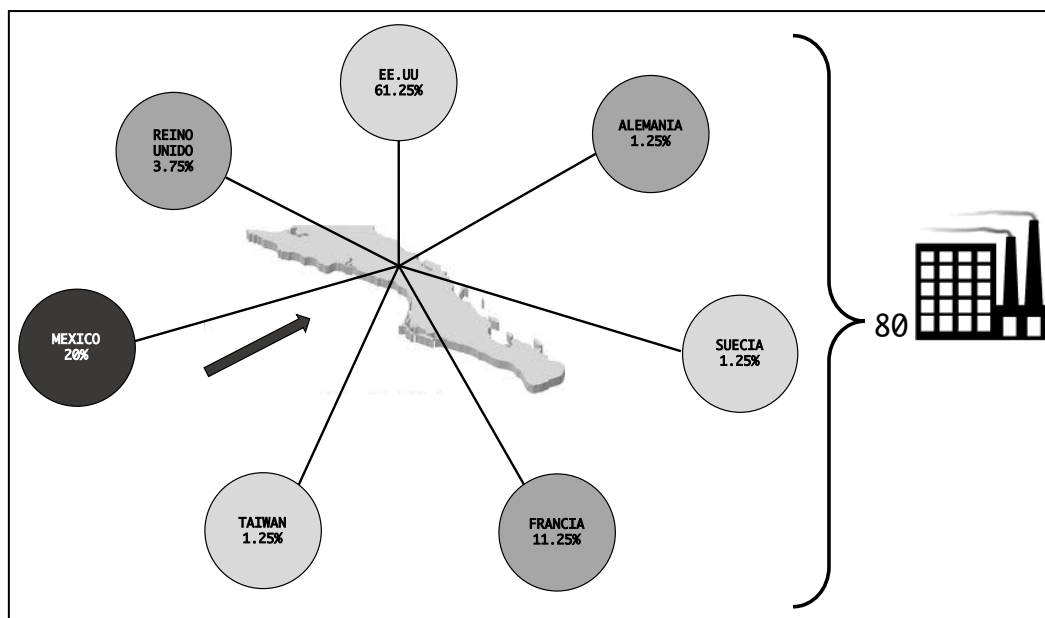 EE.UU
61.25%
ALEMANIA
1.25%
REINO
UNIDO
3.75%
MEXICO
20%
80
SUECIA
1.25%
TAIWAN
1.25%
FRANCIA
11.25%